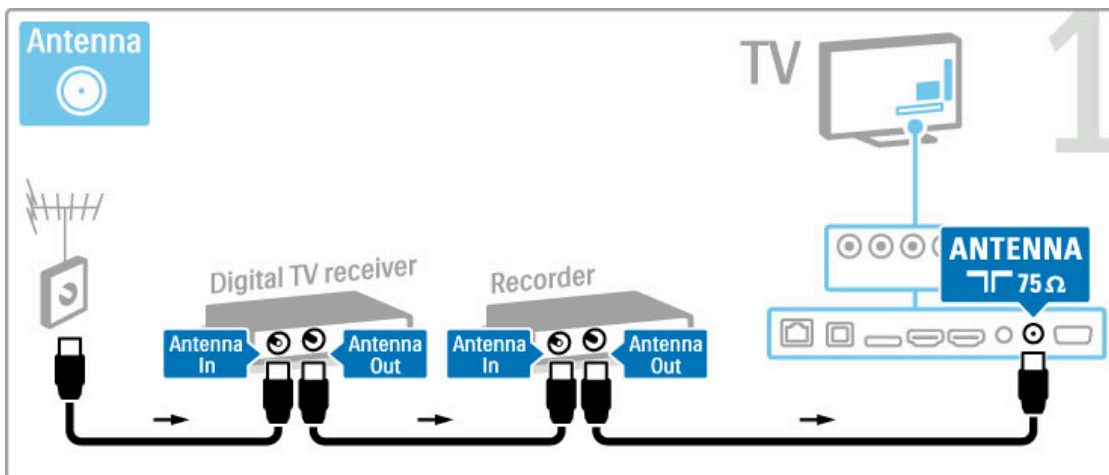 Antenna
TV
1
Digital TV receiver
Recorder
ANTENNA
75 Ω
Antenna
In
Antenna
Out
Antenna
In
Antenna
Out